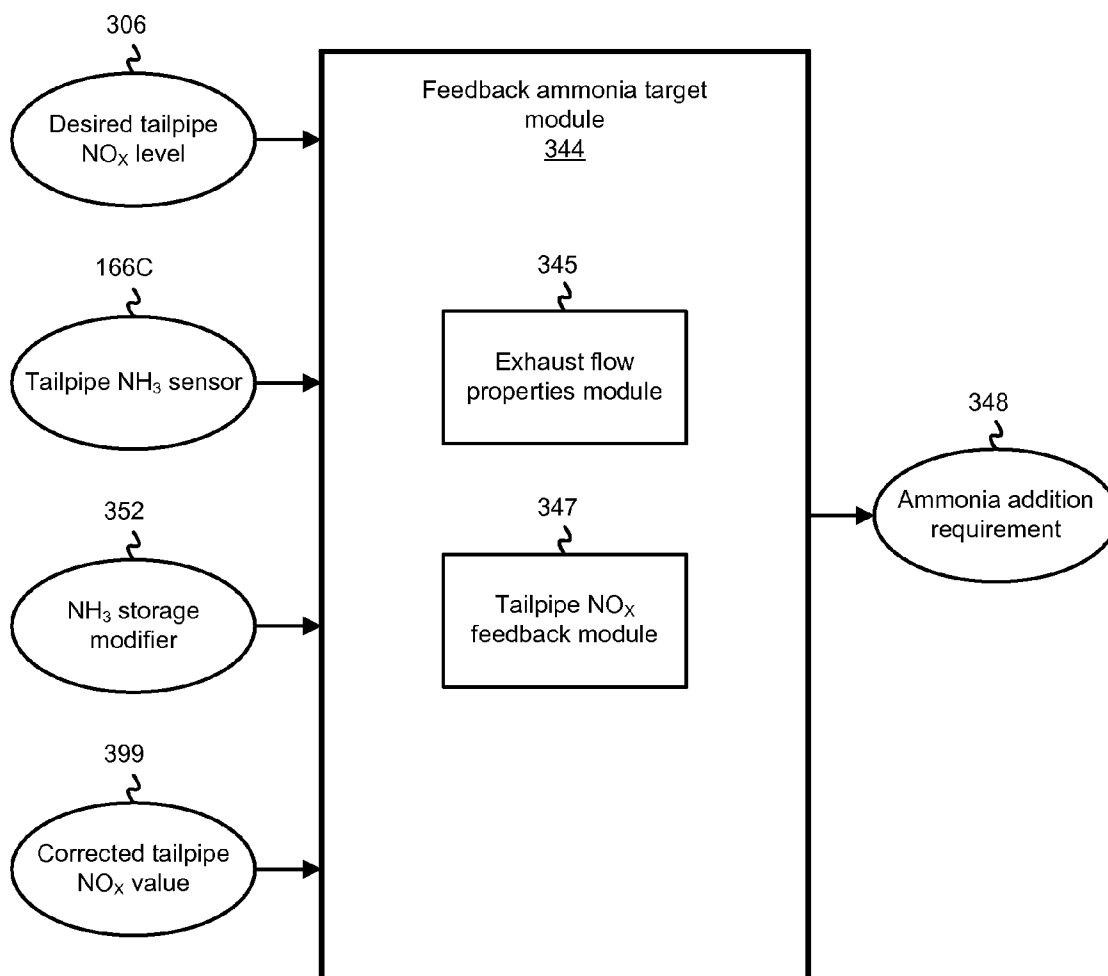 306
Desired tailpipe
NOX level
166C
Tailpipe NH3 sensor
352
NH3 storage
modifier
399
Corrected tailpipe
NOX value
Feedback ammonia target
module
344
345
Exhaust flow
properties module
347
Tailpipe NOX
feedback module
348
Ammonia addition
requirement